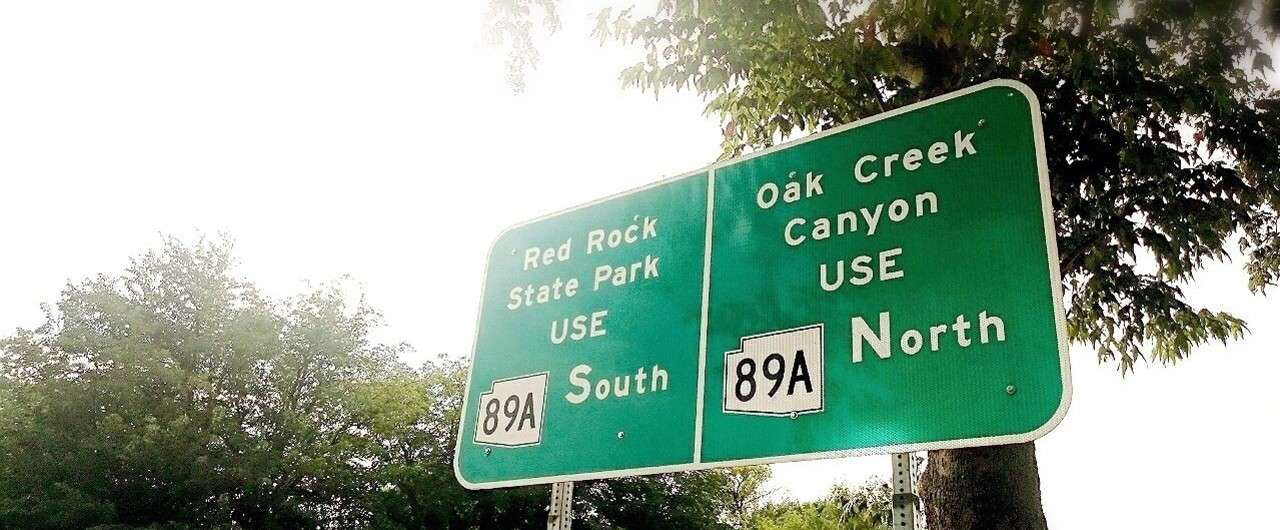 Red Rock
State Park
USE
89A South
Oak Creek
Canyon
USE
89A North